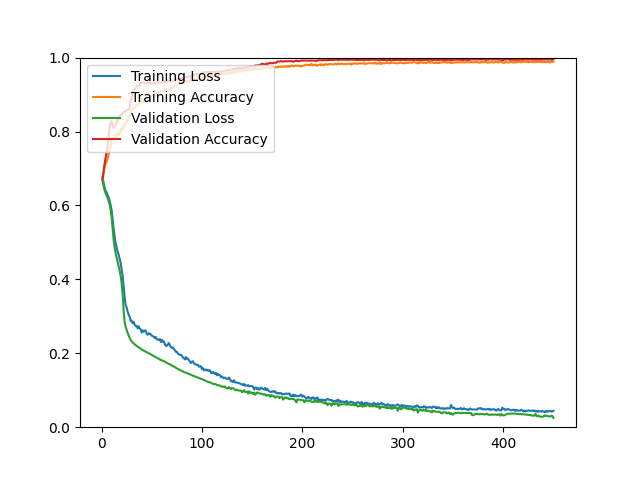 1.0
0.8
0.6
0.4
0.2
0.0
Training Loss
Training Accuracy
Validation Loss
Validation Accuracy
0 100 200 300 400